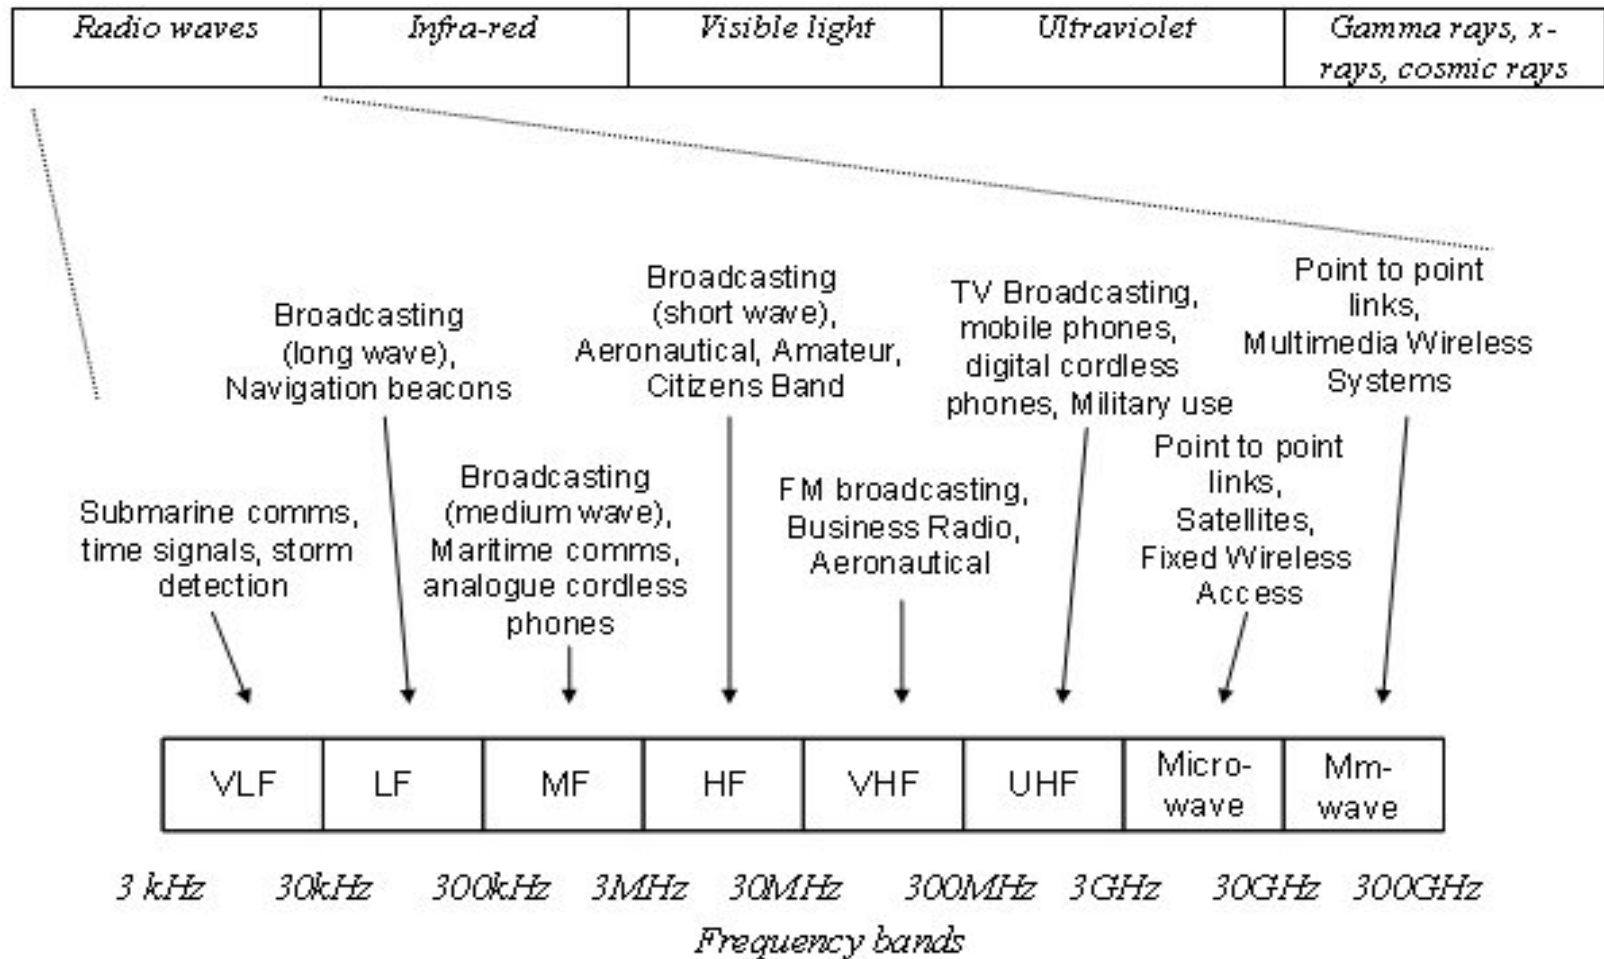 Radio waves
Infra-red
Visible light
Ultraviolet
Gamma rays, x-
rays, cosmic rays
Broadcasting
(long wave),
Navigation beacons
Broadcasting
(short wave),
Aeronautical, Amateur,
Citizens Band
TV Broadcasting,
mobile phones,
digital cordless
phones, Military use
Point to point
links,
Multimedia Wireless
Systems
Submarine comms,
time signals, storm
detection
Broadcasting
(medium wave),
Maritime comms,
analogue cordless
phones
FM broadcasting,
Business Radio,
Aeronautical
Point to point
links,
Satellites,
Fixed Wireless
Access
VLF
LF
MF
HF
VHF
UHF
Micro-
wave
Mm-
wave
3 kHz
30kHz
300kHz
3MHz
30MHz
300MHz
3GHz
30GHz
300GHz
Frequency bands